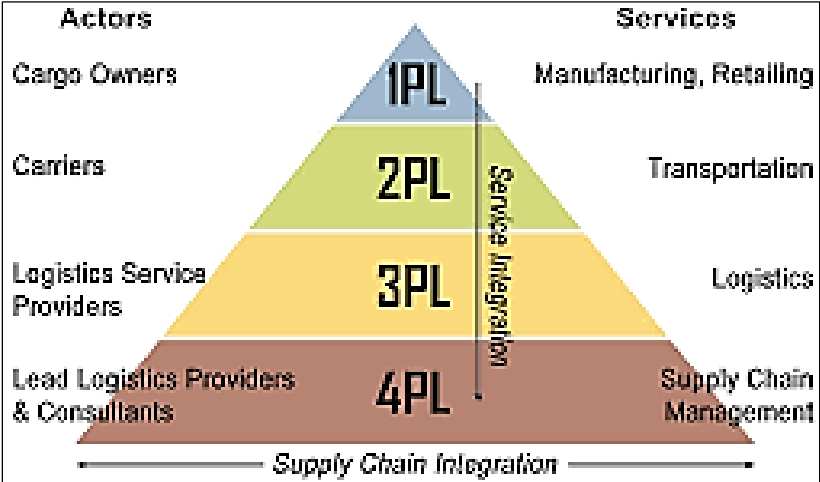 Actors
Services
Cargo Owners
1PL
Manufacturing, Retailing
Carriers
2PL
Transportation
Service Integration
Logistics Service
Providers
3PL
Logistics
Lead Logistics Providers
& Consultants
4PL
Supply Chain
Management
Supply Chain Integration